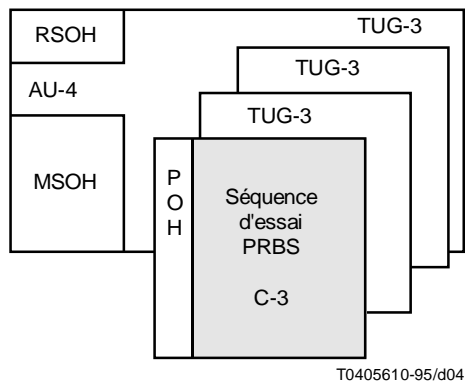 RSOH
TUG-3
TUG-3
AU-4
TUG-3
MSOH
P
O
H
Séquence
d'essai
PRBS
C-3
T0405610-95/d04